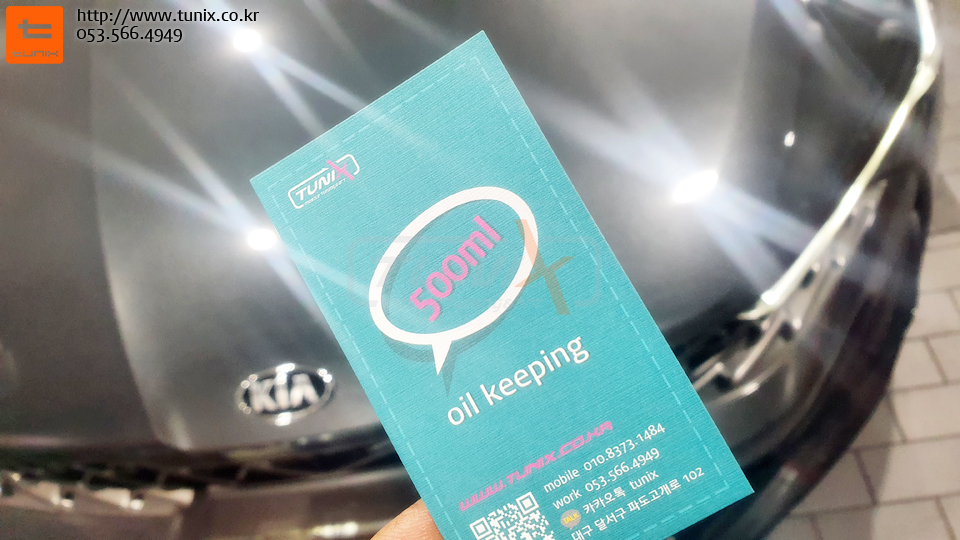 http://www.tunix.co.kr
053.566.4949
TUNIX
TUNIX
500ml
oil keeping
www.TUNIX.CO.KR
mobile 010.8373.1484
work 053.566.4949
TALK 카카오톡 tunix
대구 달서구 파도고개로 102
KIA